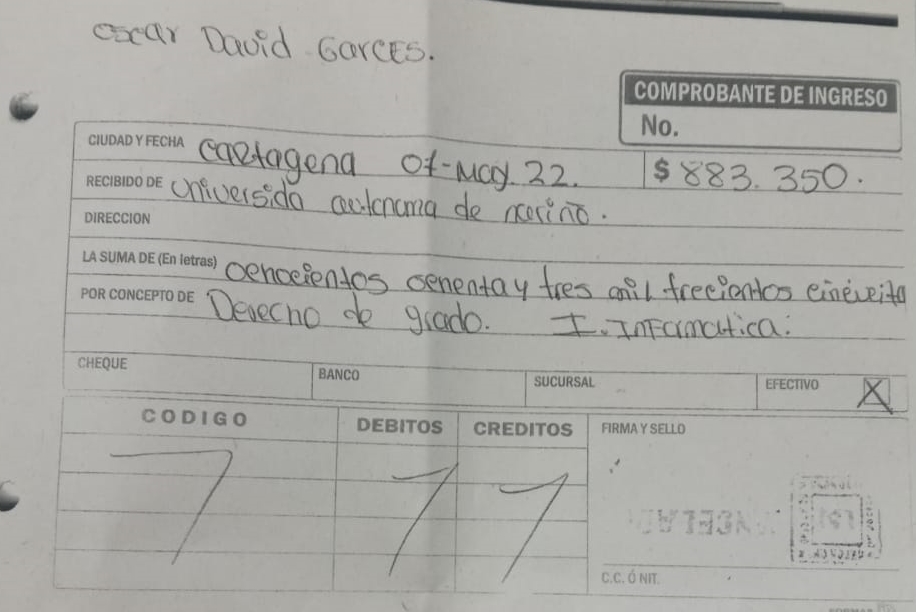 Oscar David Garces.
COMPROBANTE DE INGRESO
No.
CIUDAD Y FECHA Cartagena 07-May. 22. $ 883. 350.
RECIBIDO DE Universida autonoma de nariño.
DIRECCION
LA SUMA DE (En letras) ochocientos ochenta y tres mil trecientos cincueita
POR CONCEPTO DE Derecho de grado. I. Informatica.
CHEQUE BANCO SUCURSAL EFECTIVO X
CODIGO DEBITOS CREDITOS FIRMA Y SELLO
C.C. Ó NIT.